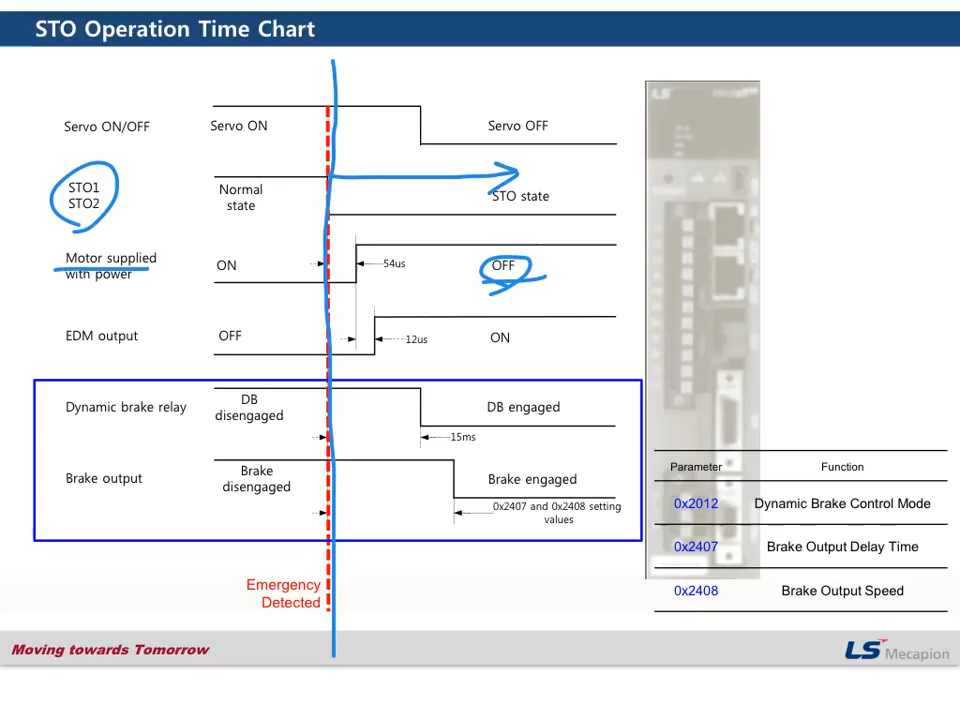 STO Operation Time Chart
Servo ON/OFF
Servo ON
Servo OFF
STO1
STO2
Normal
state
STO state
Motor supplied
with power
ON
54us
OFF
EDM output
OFF
12us
ON
Dynamic brake relay
DB
disengaged
DB engaged
15ms
Brake output
Brake
disengaged
Brake engaged
0x2407 and 0x2408 setting
values
Emergency
Detected
LS
Parameter Function
0x2012 Dynamic Brake Control Mode
0x2407 Brake Output Delay Time
0x2408 Brake Output Speed
Moving towards Tomorrow
LS Mecapion